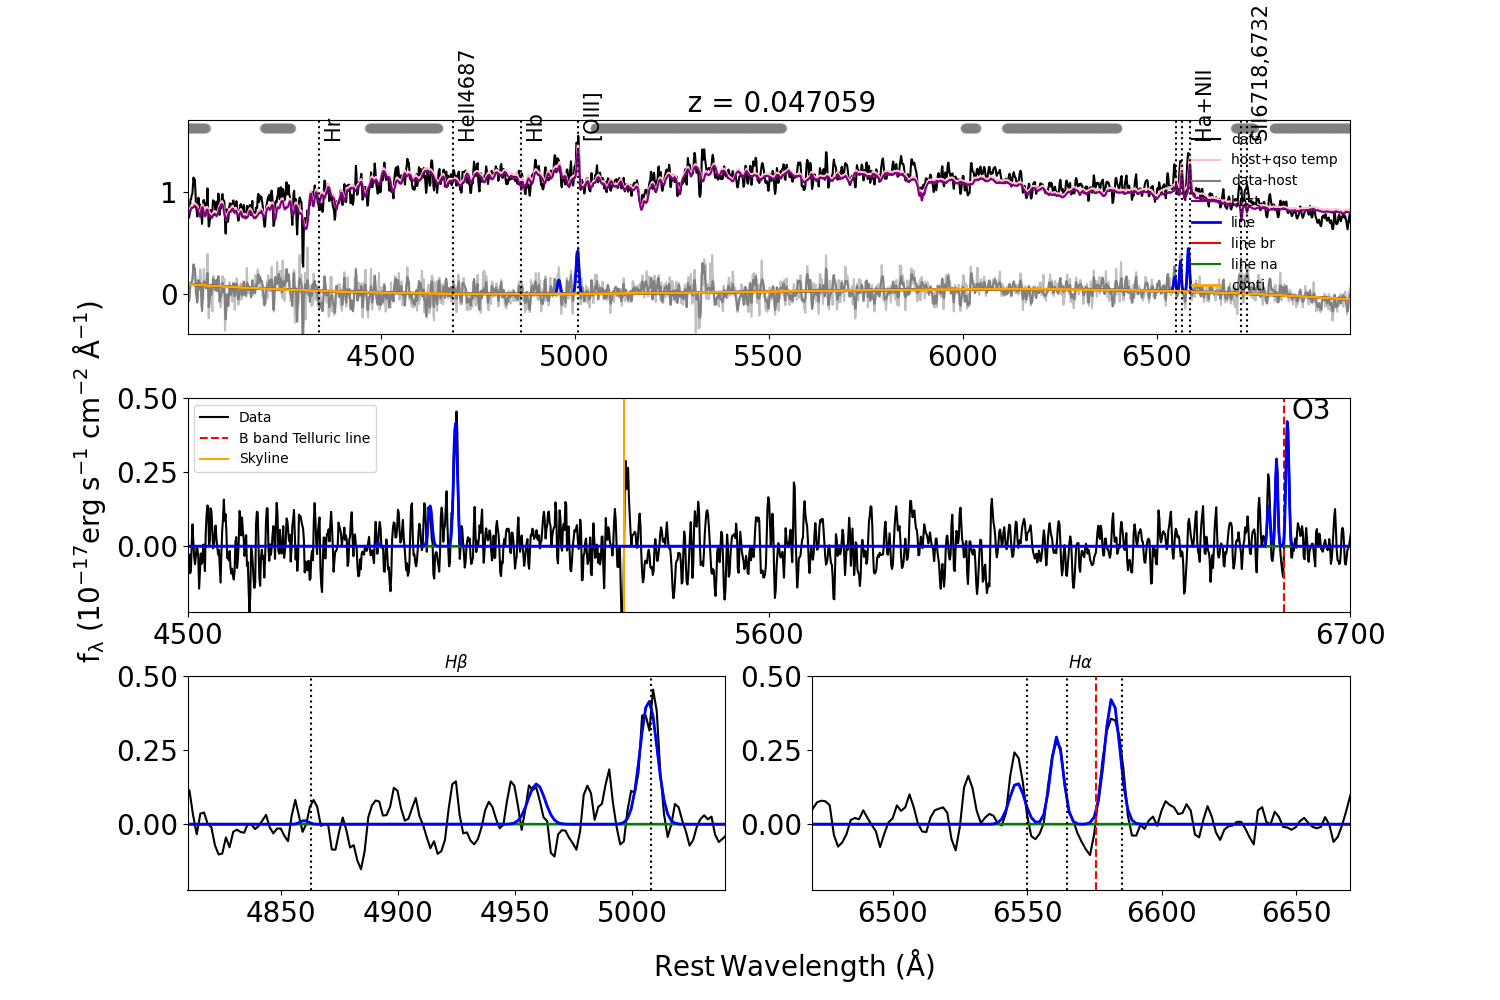 z = 0.047059
Hr
HeII4687
Hb
[OIII]
Ha+NII
SII6718,6732
data
host+qso temp
data-host
line
line br
line na
conti
1
0
4500 5000 5500 6000 6500
f_λ (10^−17 erg s^−1 cm^−2 Å^−1)
0.50
0.25
0.00
Data
B band Telluric line
Skyline
O3
4500 5600 6700
Hβ
0.50
0.25
0.00
4850 4900 4950 5000
Hα
0.50
0.25
0.00
6500 6550 6600 6650
Rest Wavelength (Å)